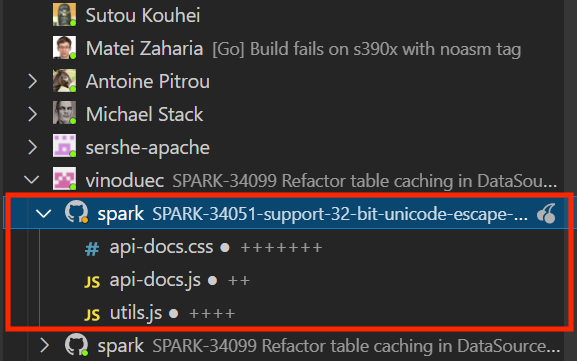 Sutou Kouhei
Matei Zaharia [Go] Build fails on s390x with noasm tag
Antoine Pitrou
Michael Stack
sershe-apache
vinoduec SPARK-34099 Refactor table caching in DataSou...
spark SPARK-34051-support-32-bit-unicode-escape-...
# api-docs.css ● +++++++
JS api-docs.js ● ++
JS utils.js ● ++++
spark SPARK-34099 Refactor table caching in DataSource...